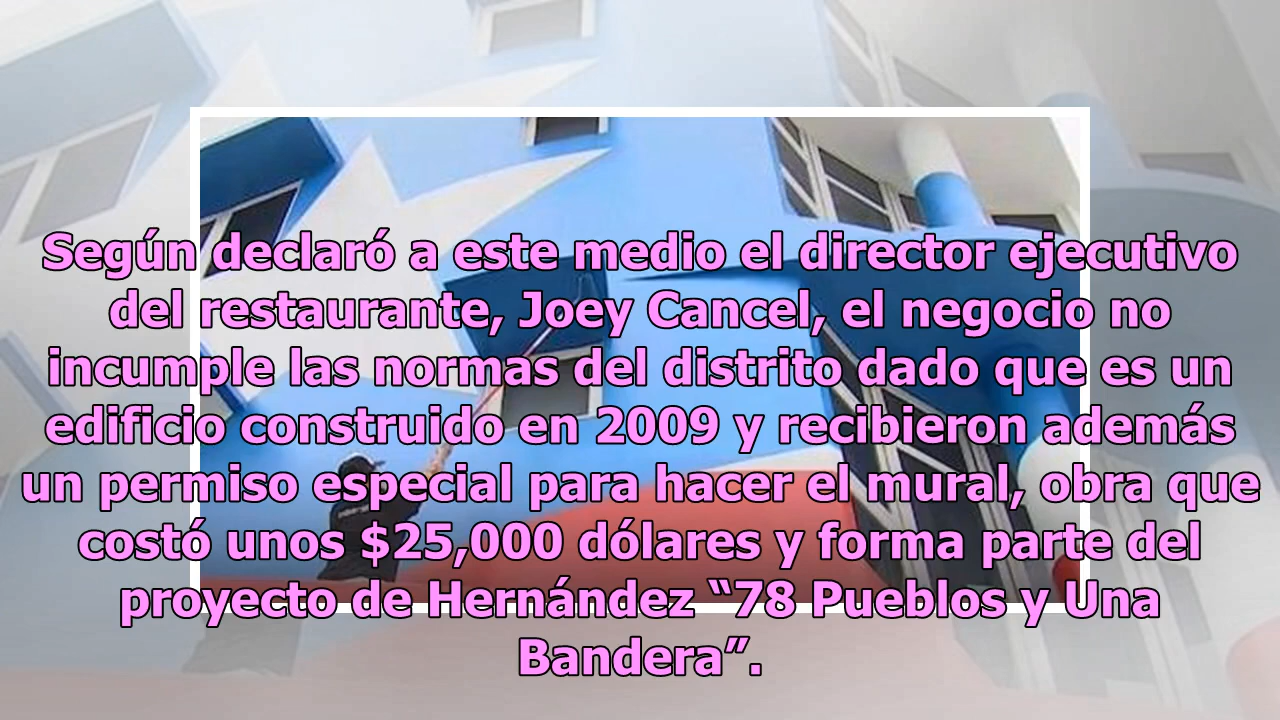 Según declaró a este medio el director ejecutivo
del restaurante, Joey Cancel, el negocio no
incumple las normas del distrito dado que es un
edificio construido en 2009 y recibieron además
un permiso especial para hacer el mural, obra que
costó unos $25,000 dólares y forma parte del
proyecto de Hernández “78 Pueblos y Una
Bandera”.